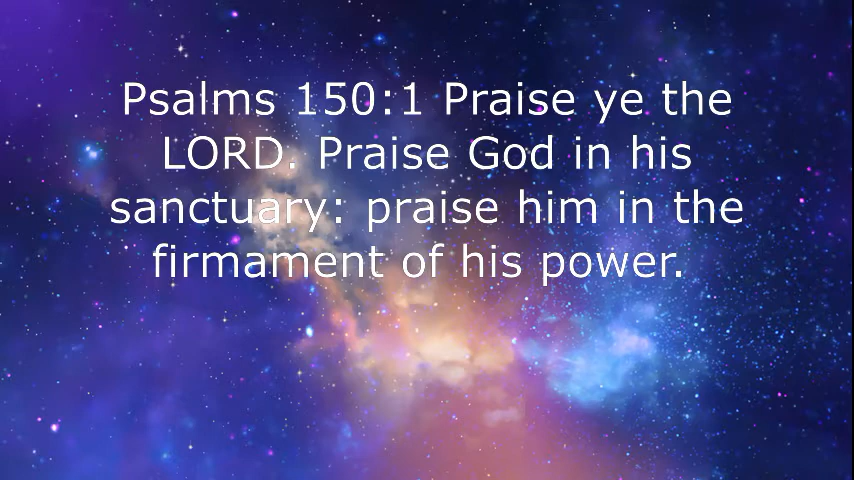 Psalms 150:1 Praise ye the
LORD. Praise God in his
sanctuary: praise him in the
firmament of his power.